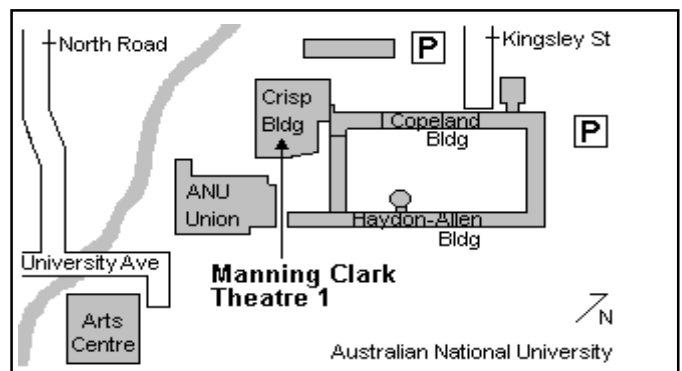 North Road
P
Kingsley St
Crisp
Bldg
Copeland
Bldg
P
ANU
Union
Haydon-Allen
Bldg
University Ave
Manning Clark
Theatre 1
Arts
Centre
N
Australian National University